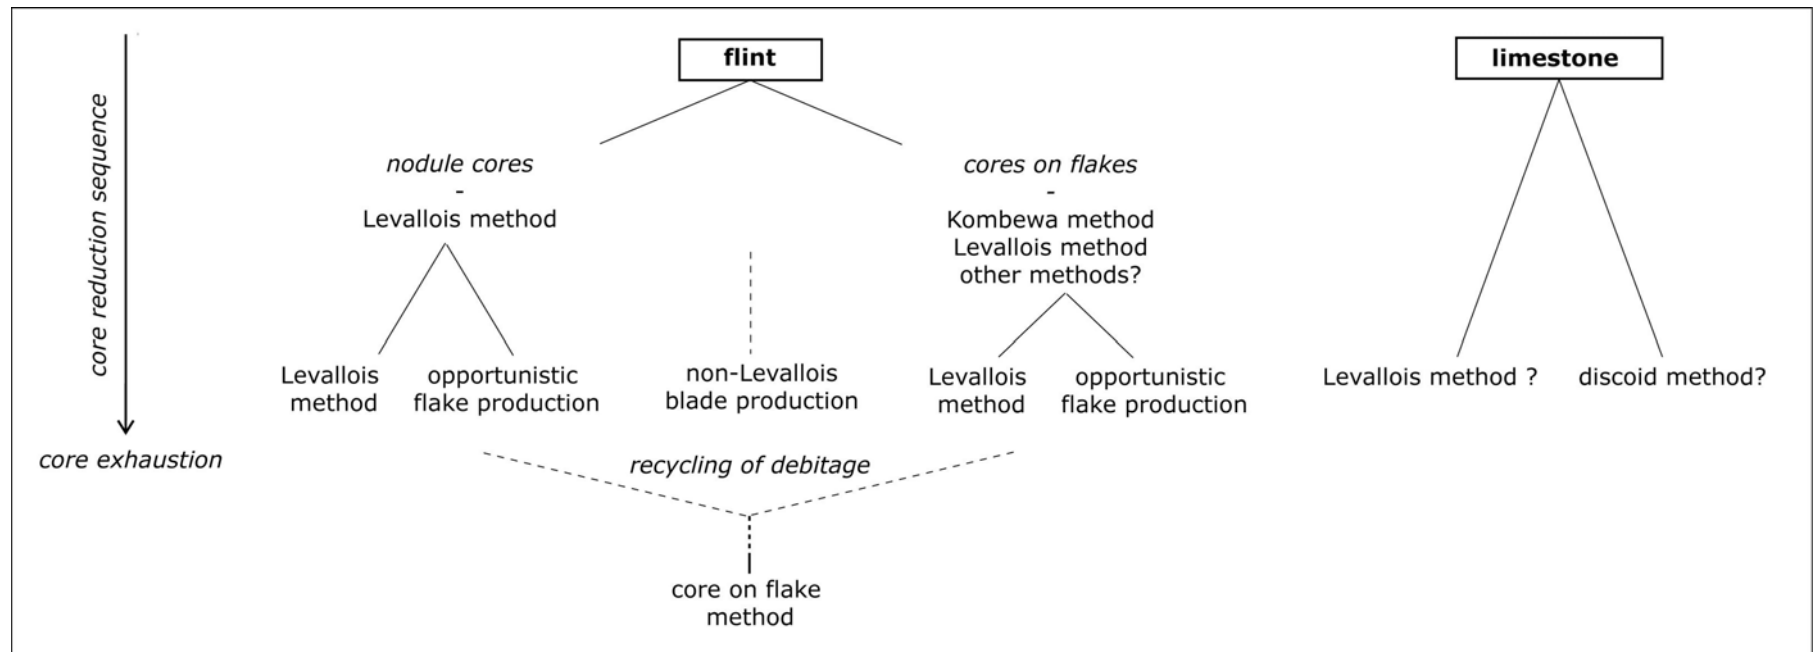 core reduction sequence
core exhaustion
flint
nodule cores
-
Levallois method
Levallois
method
opportunistic
flake production
non-Levallois
blade production
cores on flakes
-
Kombewa method
Levallois method
other methods?
Levallois
method
opportunistic
flake production
recycling of debitage
core on flake
method
limestone
Levallois method ?
discoid method?